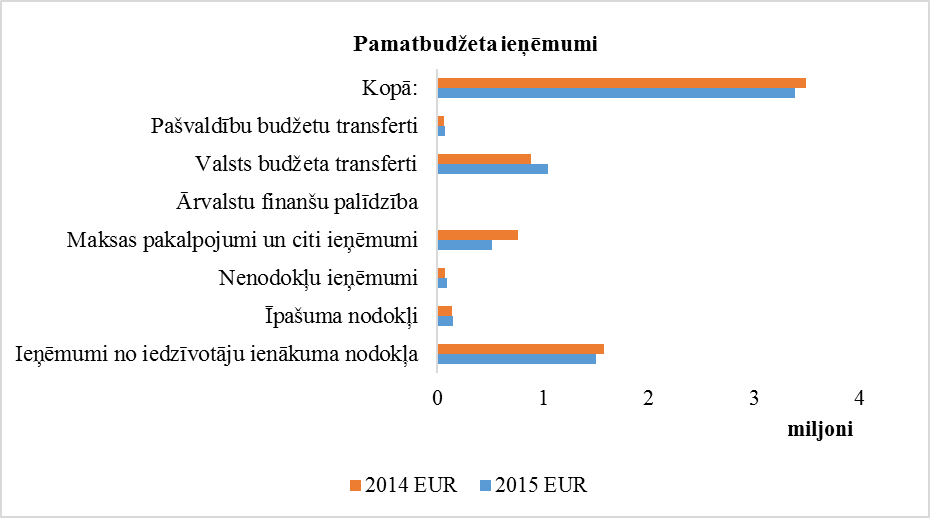 Pamatbudžeta ieņēmumi
Kopā:
Pašvaldību budžetu transferti
Valsts budžeta transferti
Ārvalstu finanšu palīdzība
Maksas pakalpojumi un citi ieņēmumi
Nenodokļu ieņēmumi
Īpašuma nodokļi
Ieņēmumi no iedzīvotāju ienākuma nodokļa
0 1 2 3 4
miljoni
2014 EUR 2015 EUR